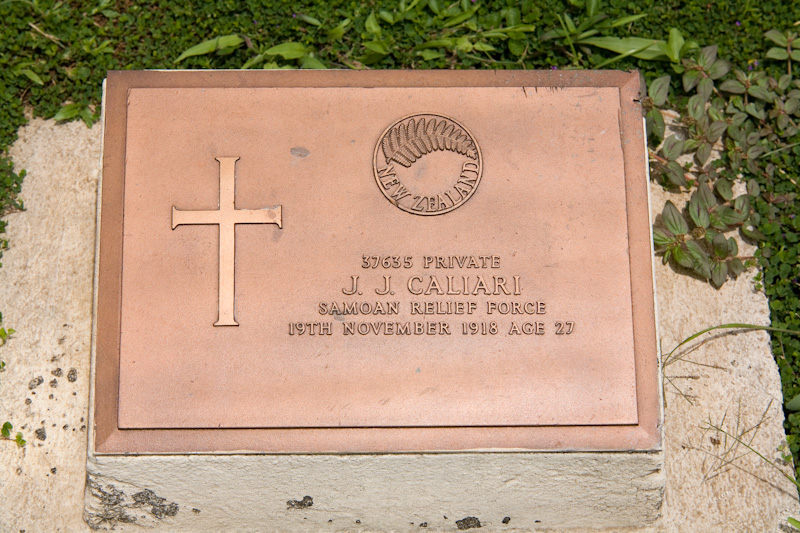 NEW ZEALAND
37635 PRIVATE
J. J. CALIARI
SAMOAN RELIEF FORCE
19TH NOVEMBER 1918 AGE 27